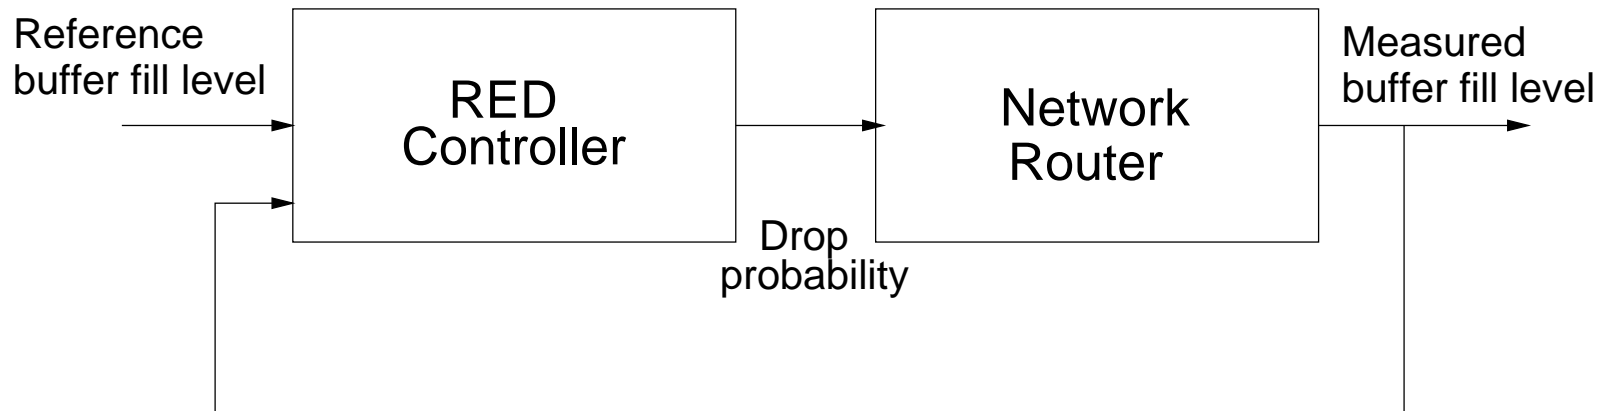 Reference
buffer fill level
RED
Controller
Drop
probability
Network
Router
Measured
buffer fill level